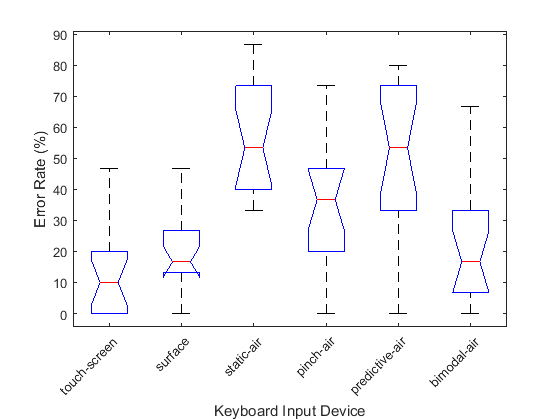 90
80
70
60
50
40
30
20
10
0
Error Rate (%)
touch-screen
surface
static-air
pinch-air
predictive-air
bimodal-air
Keyboard Input Device